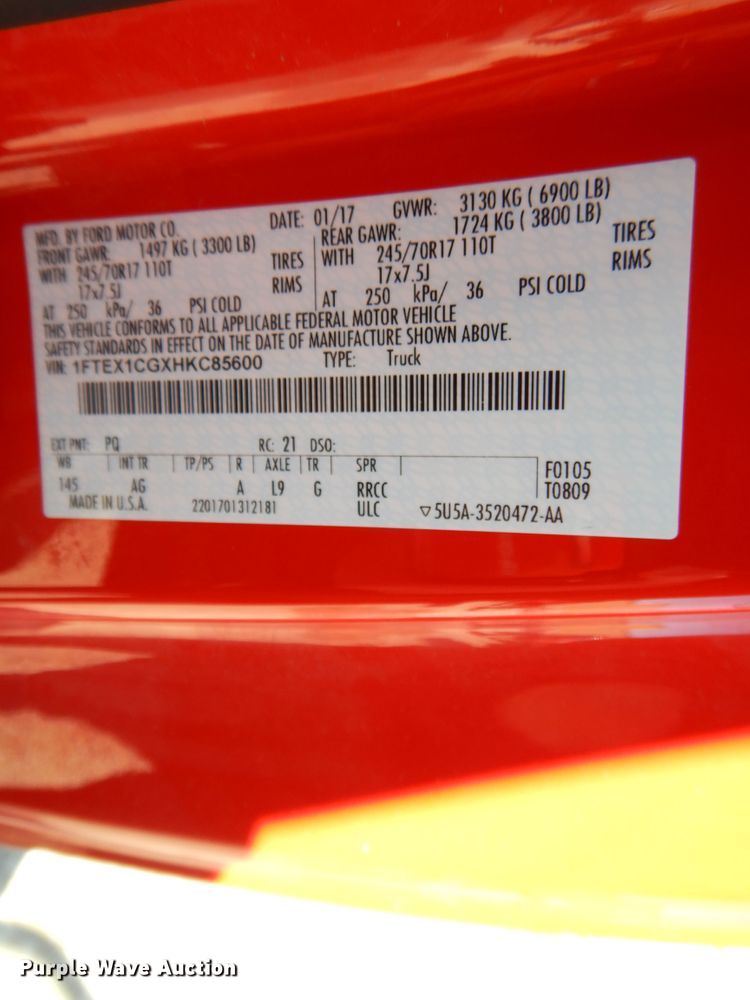 MFD. BY FORD MOTOR CO. DATE: 01/17 GVWR: 3130 KG ( 6900 LB)
FRONT GAWR: 1497 KG ( 3300 LB) REAR GAWR: 1724 KG ( 3800 LB)
WITH 245/70R17 110T TIRES WITH 245/70R17 110T TIRES
17x7.5J RIMS 17x7.5J RIMS
AT 250 kPa/ 36 PSI COLD AT 250 kPa/ 36 PSI COLD
THIS VEHICLE CONFORMS TO ALL APPLICABLE FEDERAL MOTOR VEHICLE
SAFETY STANDARDS IN EFFECT ON THE DATE OF MANUFACTURE SHOWN ABOVE.
VIN: 1FTEX1CGXHKC85600 TYPE: Truck
EXT PNT: PQ RC: 21 DSO:
WB INT TR TP/PS R AXLE TR SPR F0105
145 AG A L9 G RRCC T0809
MADE IN U.S.A. 2201701312181 ULC ▽5U5A-3520472-AA
Purple Wave Auction